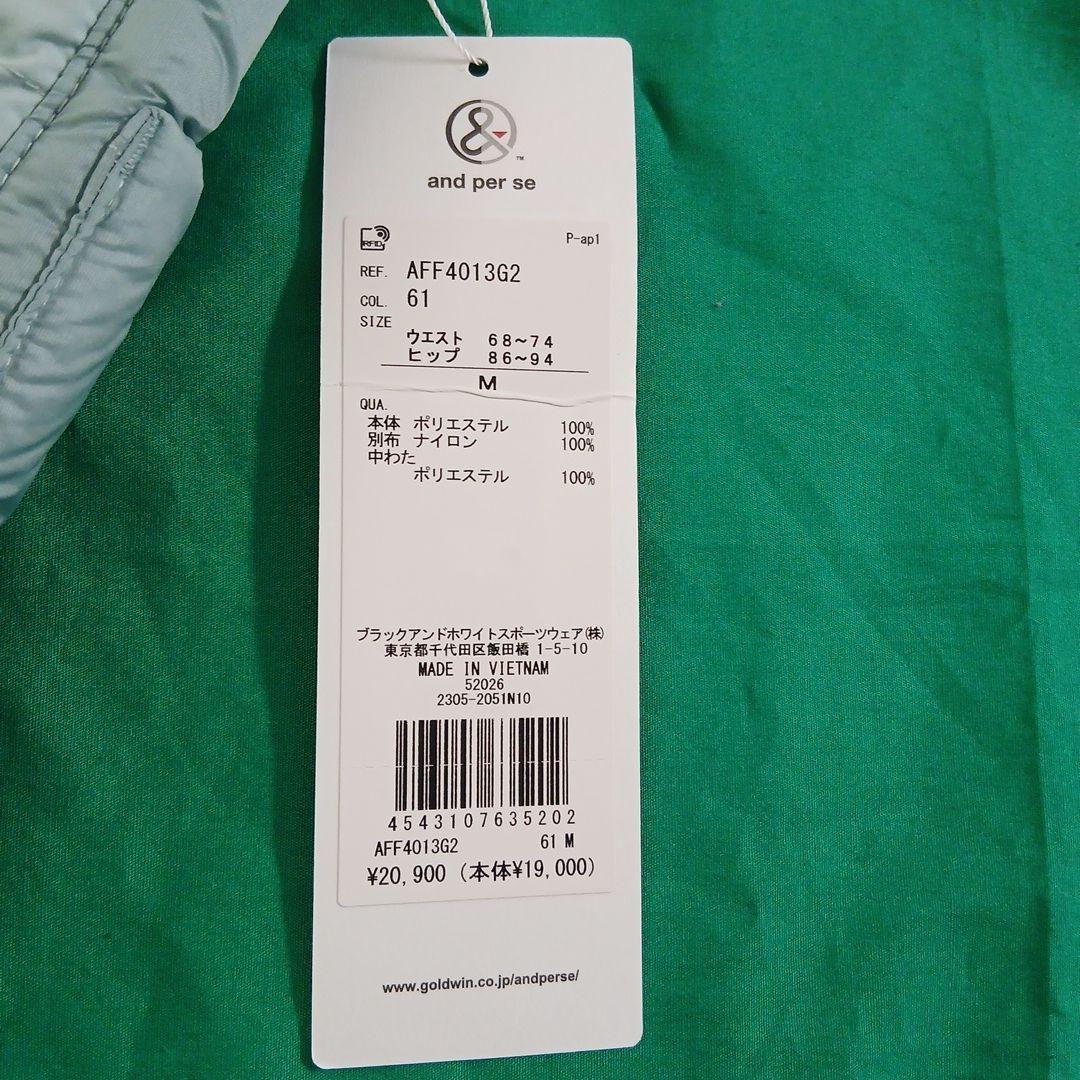 &
™
and per se
RFID
P-ap1
REF. AFF4013G2
COL. 61
SIZE
ウエスト 68～74
ヒップ 86～94
M
QUA.
本体 ポリエステル 100%
別布 ナイロン 100%
中わた
ポリエステル 100%
ブラックアンドホワイトスポーツウェア(株)
東京都千代田区飯田橋 1-5-10
MADE IN VIETNAM
52026
2305-2051N10
4543107635202
AFF4013G2 61 M
¥20,900 (本体¥19,000)
www.goldwin.co.jp/andperse/